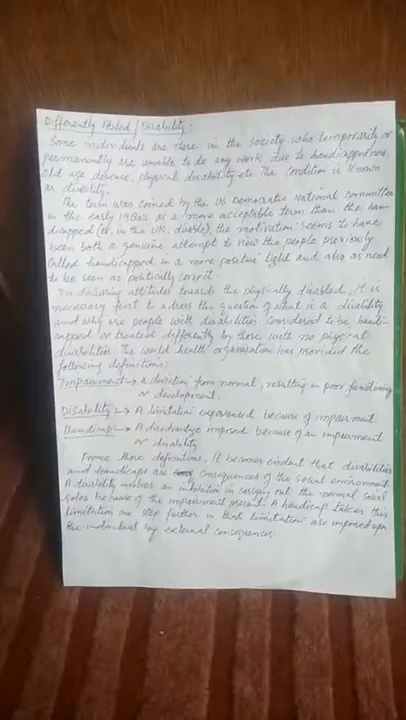 Differently Abled / Disability:
Some individuals are there in the society who temporarily or
permanently are unable to do any work due to handicappedness,
old age disease, physical disability etc. The condition is known
as disability.
The term was coined by the US Democratic National committee
in the early 1980s as a more acceptable term than the han-
dicapped (or, in the UK, disable), the motivation seems to have
been both a genuine attempt to view the people previously
called handicapped in a more positive light and also as need
to be seen as politically correct.
In discussing attitudes towards the physically disabled, it is
necessary first to adress the question of what is a disability
and why are people with disabilities considered to be handi-
capped or treated differently by those with no physical
disabilities. The world health organization has provided the
following definitions:
Impairment → a deviation from normal, resulting in poor functioning
or development.
Disability → A limitation experienced because of impairment.
Handicap → A disadvantage imposed because of an impairment
or disability
From these definitions, it becomes evident that disabilities
and handicaps are consequences of the social environment.
A disability involves an inhibition in carrying out the normal social
roles because of the impairment present. A handicap takes this
limitation one step further in that limitation are imposed upon
the individual by external consequences.